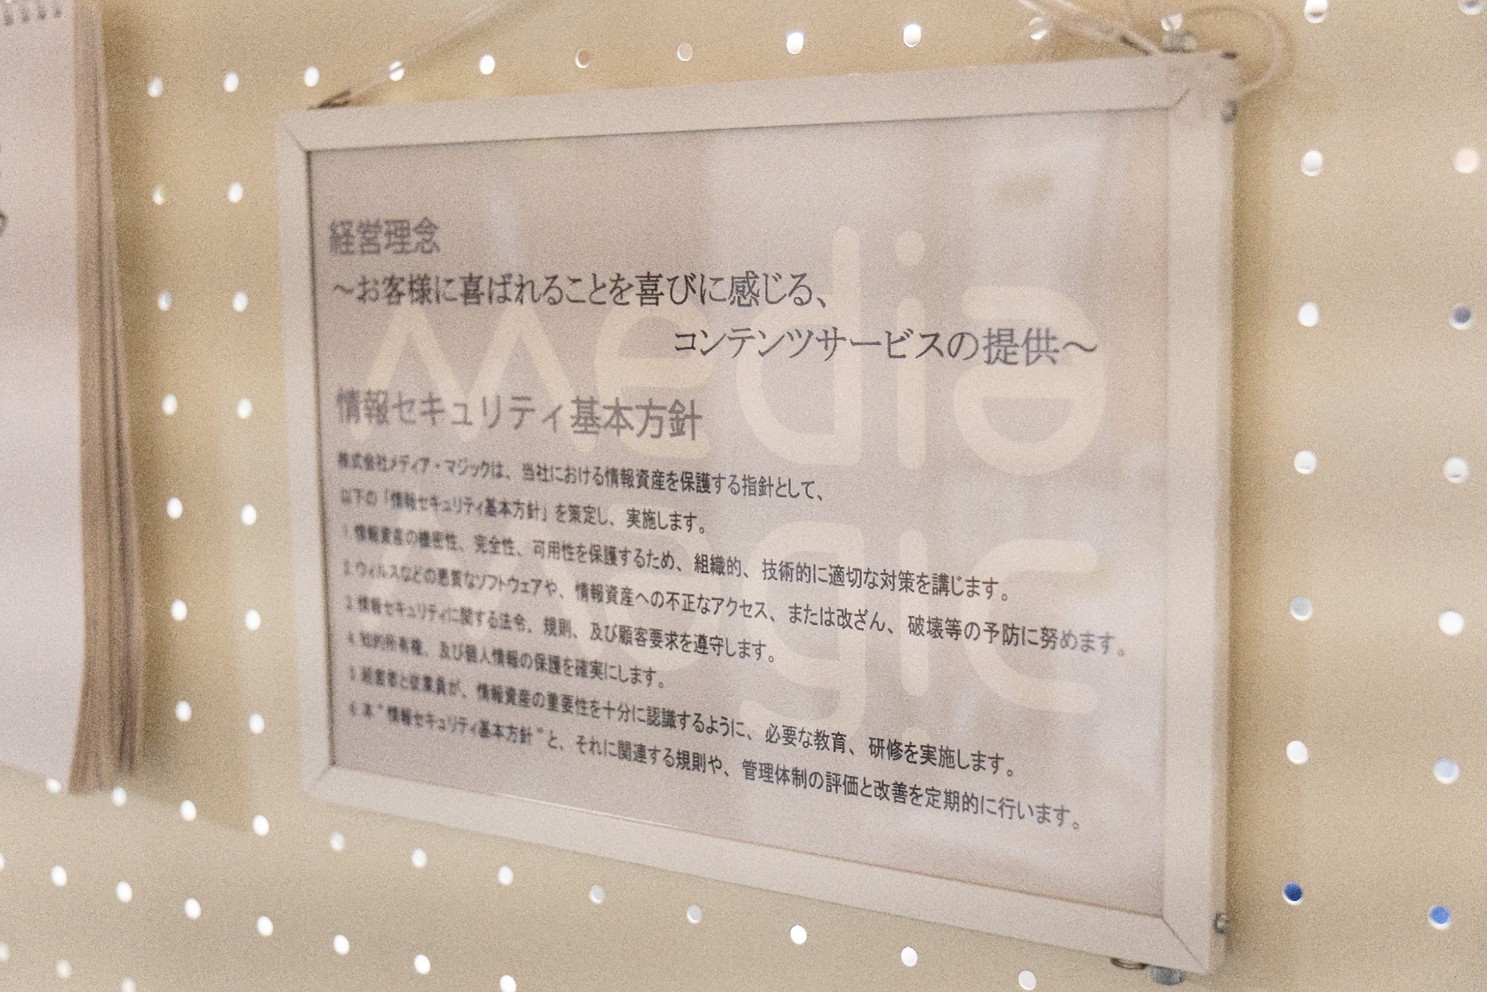 経営理念
～お客様に喜ばれることを喜びに感じる、
コンテンツサービスの提供～
情報セキュリティ基本方針
株式会社メディア・マジックは、当社における情報資産を保護する指針として、
以下の「情報セキュリティ基本方針」を策定し、実施します。
1.情報資産の機密性、完全性、可用性を保護するため、組織的、技術的に適切な対策を講じます。
2.ウィルスなどの悪質なソフトウェアや、情報資産への不正なアクセス、または改ざん、破壊等の予防に努めます。
3.情報セキュリティに関する法令、規則、及び顧客要求を遵守します。
4.知的所有権、及び個人情報の保護を確実にします。
5.経営者と従業員が、情報資産の重要性を十分に認識するように、必要な教育、研修を実施します。
6.本"情報セキュリティ基本方針"と、それに関連する規則や、管理体制の評価と改善を定期的に行います。
media
magic